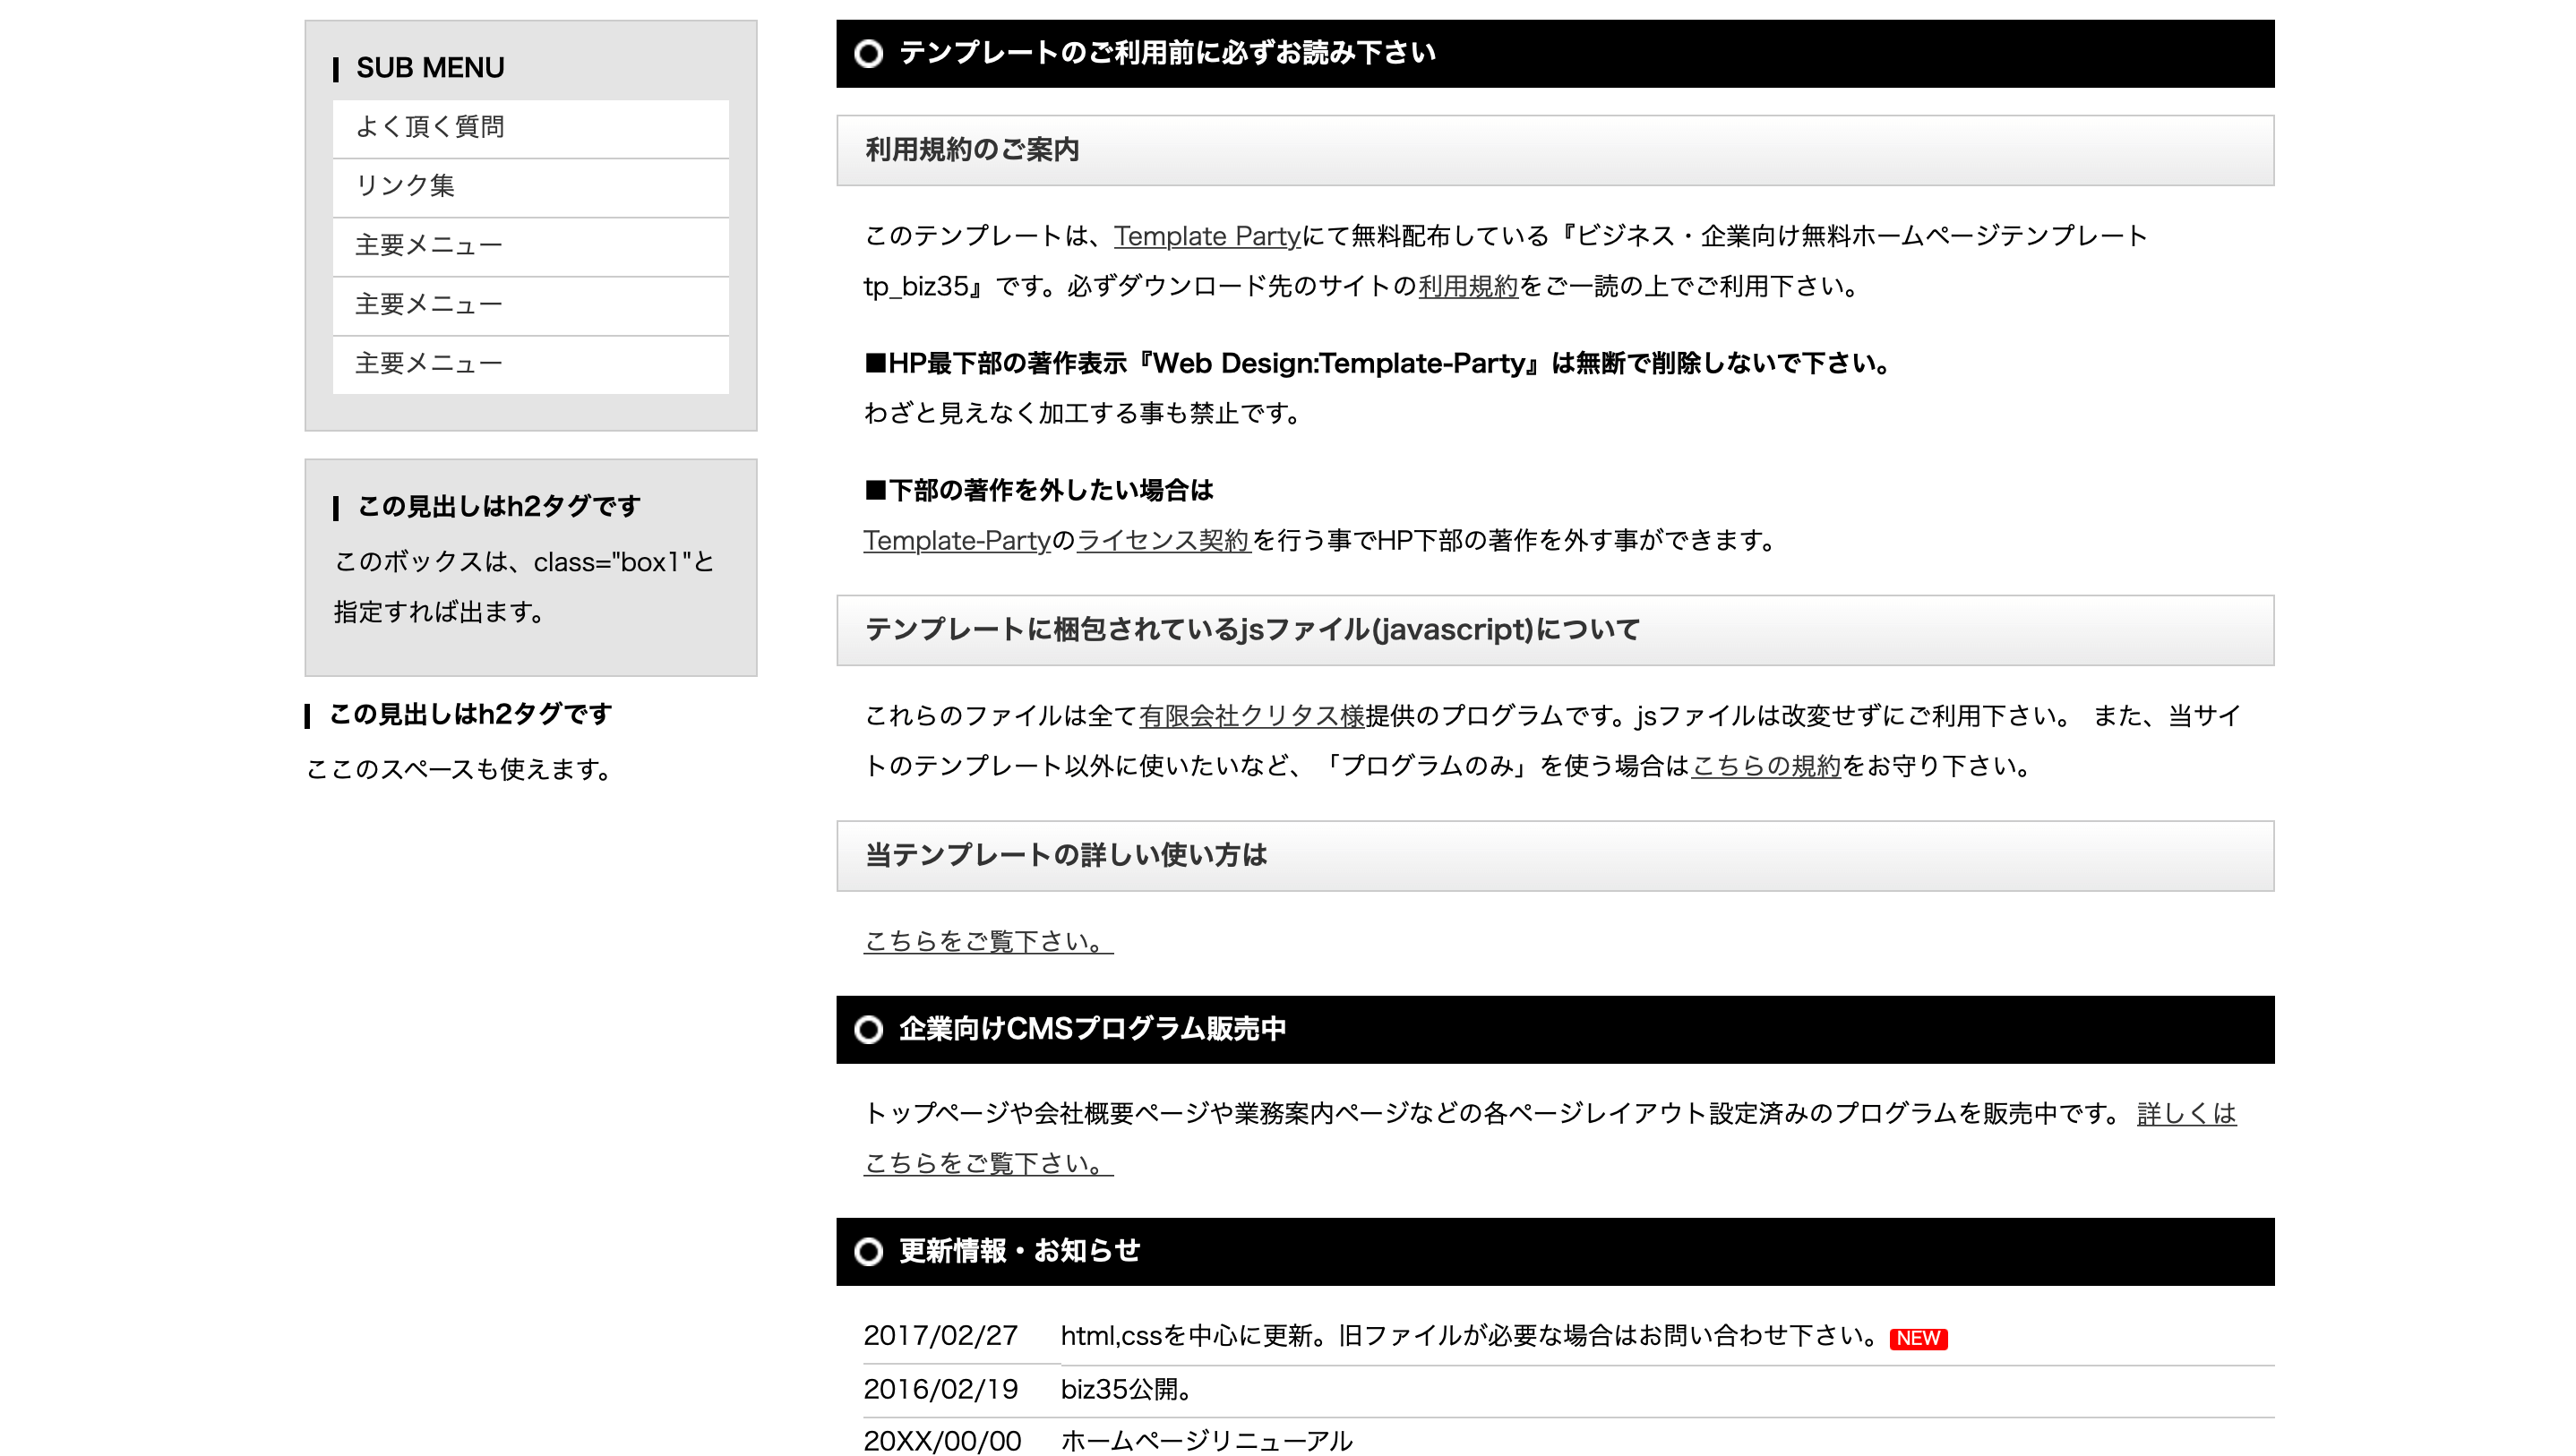 SUB MENU
よく頂く質問
リンク集
主要メニュー
主要メニュー
主要メニュー
この見出しはh2タグです
このボックスは、class="box1"と
指定すれば出ます。
この見出しはh2タグです
ここのスペースも使えます。
テンプレートのご利用前に必ずお読み下さい
利用規約のご案内
このテンプレートは、Template Partyにて無料配布している『ビジネス・企業向け無料ホームページテンプレート
tp_biz35』です。必ずダウンロード先のサイトの利用規約をご一読の上でご利用下さい。
■HP最下部の著作表示『Web Design:Template-Party』は無断で削除しないで下さい。
わざと見えなく加工する事も禁止です。
■下部の著作を外したい場合は
Template-Partyのライセンス契約を行う事でHP下部の著作を外す事ができます。
テンプレートに梱包されているjsファイル(javascript)について
これらのファイルは全て有限会社クリタス様提供のプログラムです。jsファイルは改変せずにご利用下さい。 また、当サイ
トのテンプレート以外に使いたいなど、「プログラムのみ」を使う場合はこちらの規約をお守り下さい。
当テンプレートの詳しい使い方は
こちらをご覧下さい。
企業向けCMSプログラム販売中
トップページや会社概要ページや業務案内ページなどの各ページレイアウト設定済みのプログラムを販売中です。 詳しくは
こちらをご覧下さい。
更新情報・お知らせ
2017/02/27 html,cssを中心に更新。旧ファイルが必要な場合はお問い合わせ下さい。NEW
2016/02/19 biz35公開。
20XX/00/00 ホームページリニューアル